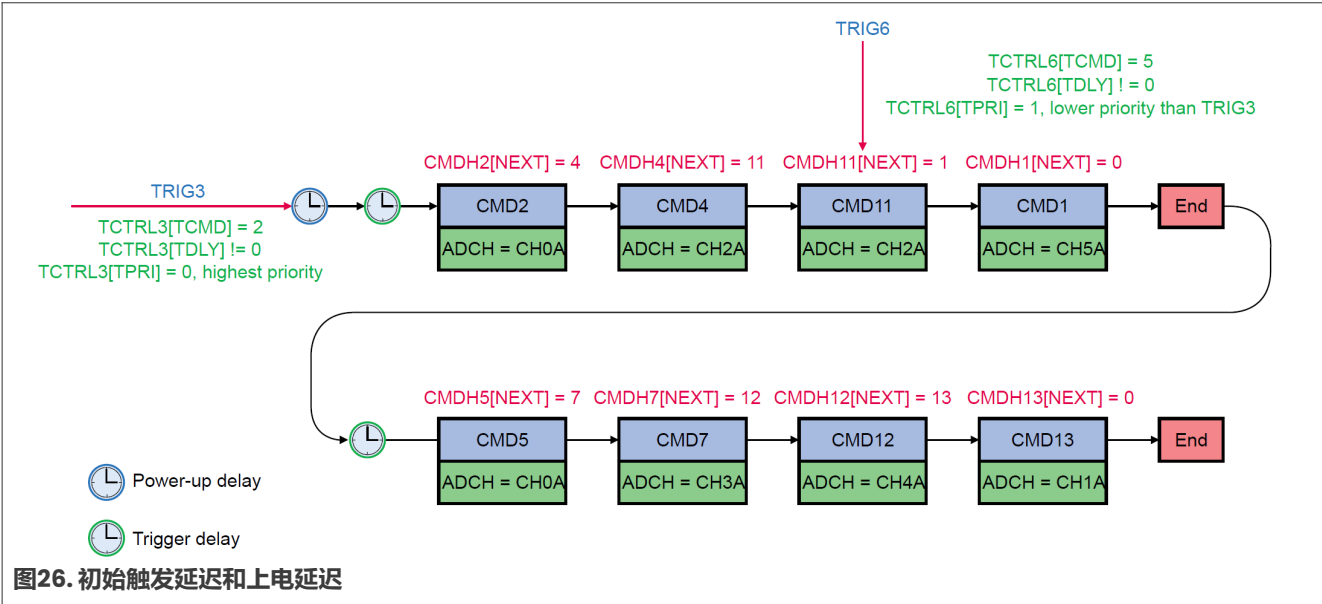 TRIG6
TCTRL6[TCMD] = 5
TCTRL6[TDLY] ! = 0
TCTRL6[TPRI] = 1, lower priority than TRIG3
CMDH2[NEXT] = 4 CMDH4[NEXT] = 11 CMDH11[NEXT] = 1 CMDH1[NEXT] = 0
TRIG3
CMD2 CMD4 CMD11 CMD1 End
TCTRL3[TCMD] = 2
TCTRL3[TDLY] != 0
TCTRL3[TPRI] = 0, highest priority
ADCH = CH0A ADCH = CH2A ADCH = CH2A ADCH = CH5A
CMDH5[NEXT] = 7 CMDH7[NEXT] = 12 CMDH12[NEXT] = 13 CMDH13[NEXT] = 0
CMD5 CMD7 CMD12 CMD13 End
ADCH = CH0A ADCH = CH3A ADCH = CH4A ADCH = CH1A
Power-up delay
Trigger delay
图26. 初始触发延迟和上电延迟